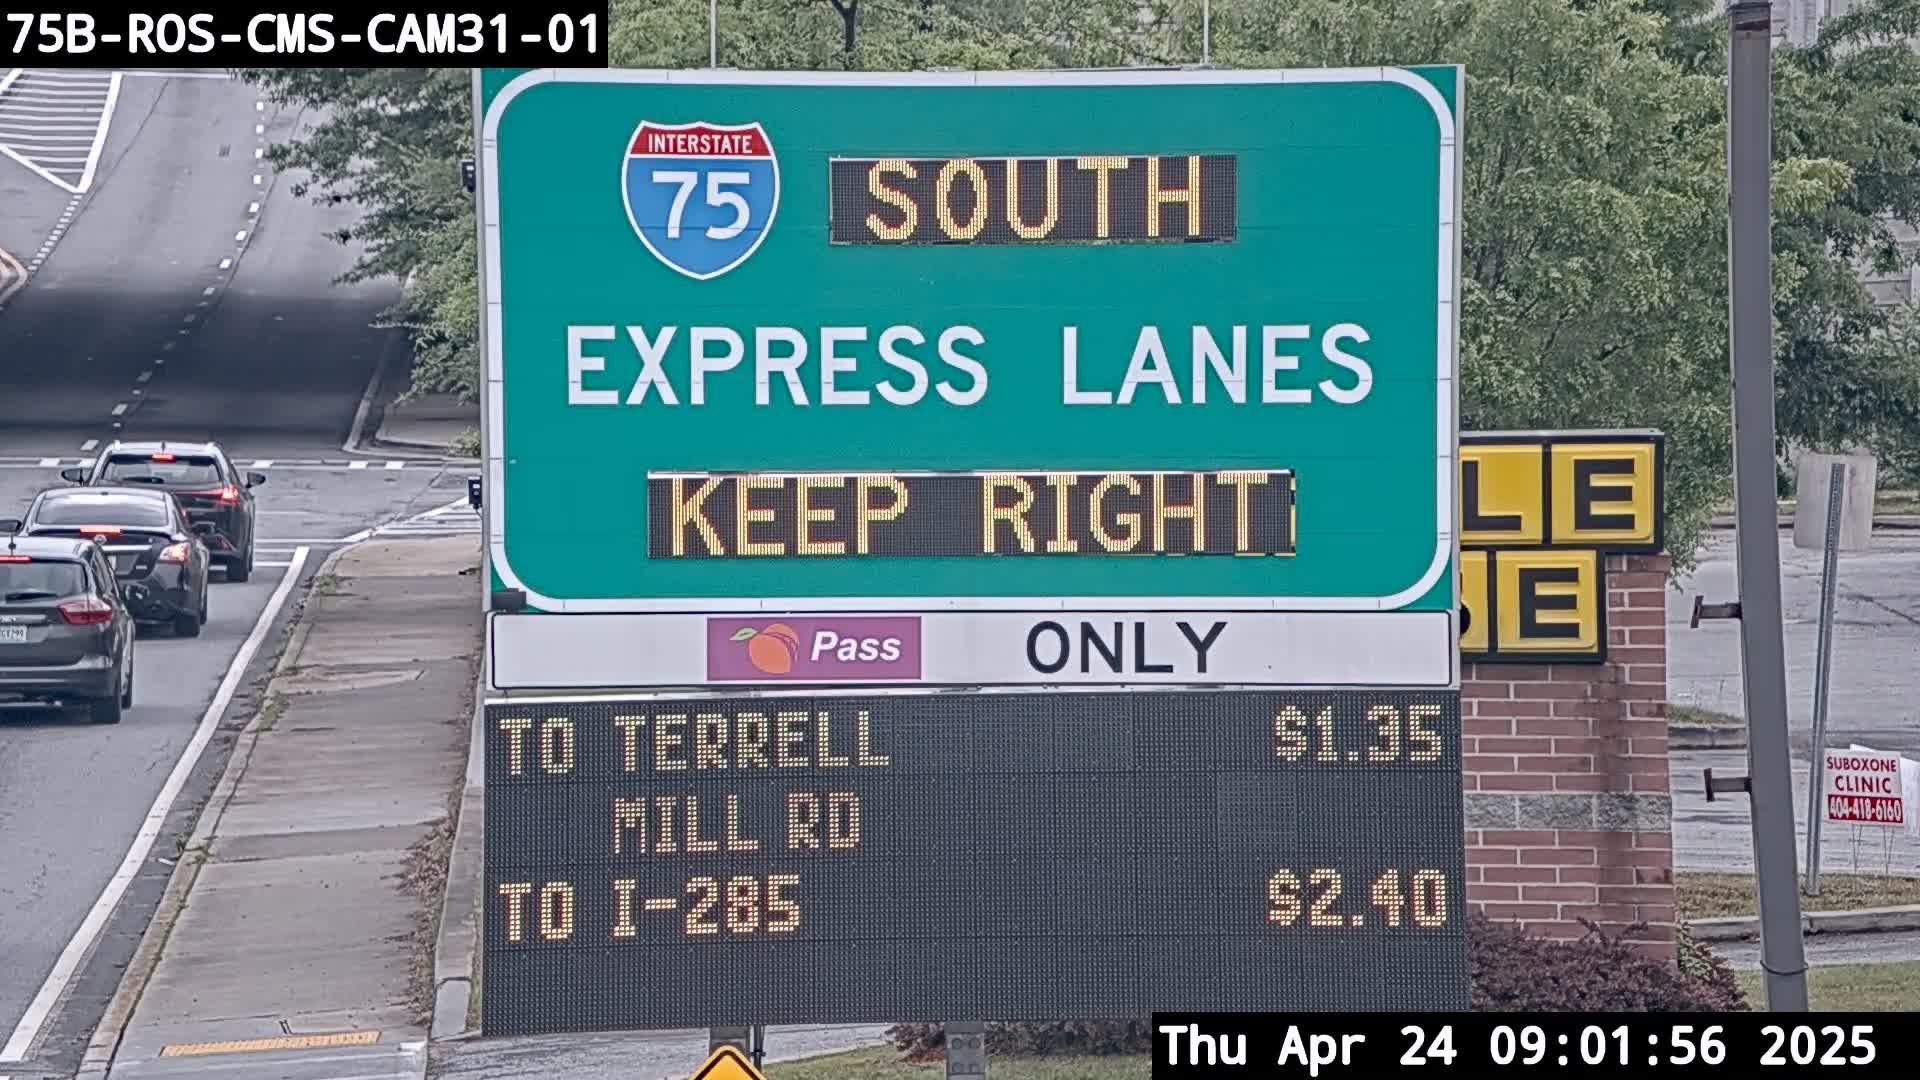 75B-ROS-CMS-CAM31-01
INTERSTATE
75
SOUTH
EXPRESS LANES
KEEP RIGHT
Pass ONLY
TO TERRELL $1.35
MILL RD
TO I-285 $2.40
LE
E
SUBOXONE
CLINIC
404-418-6160
Thu Apr 24 09:01:56 2025